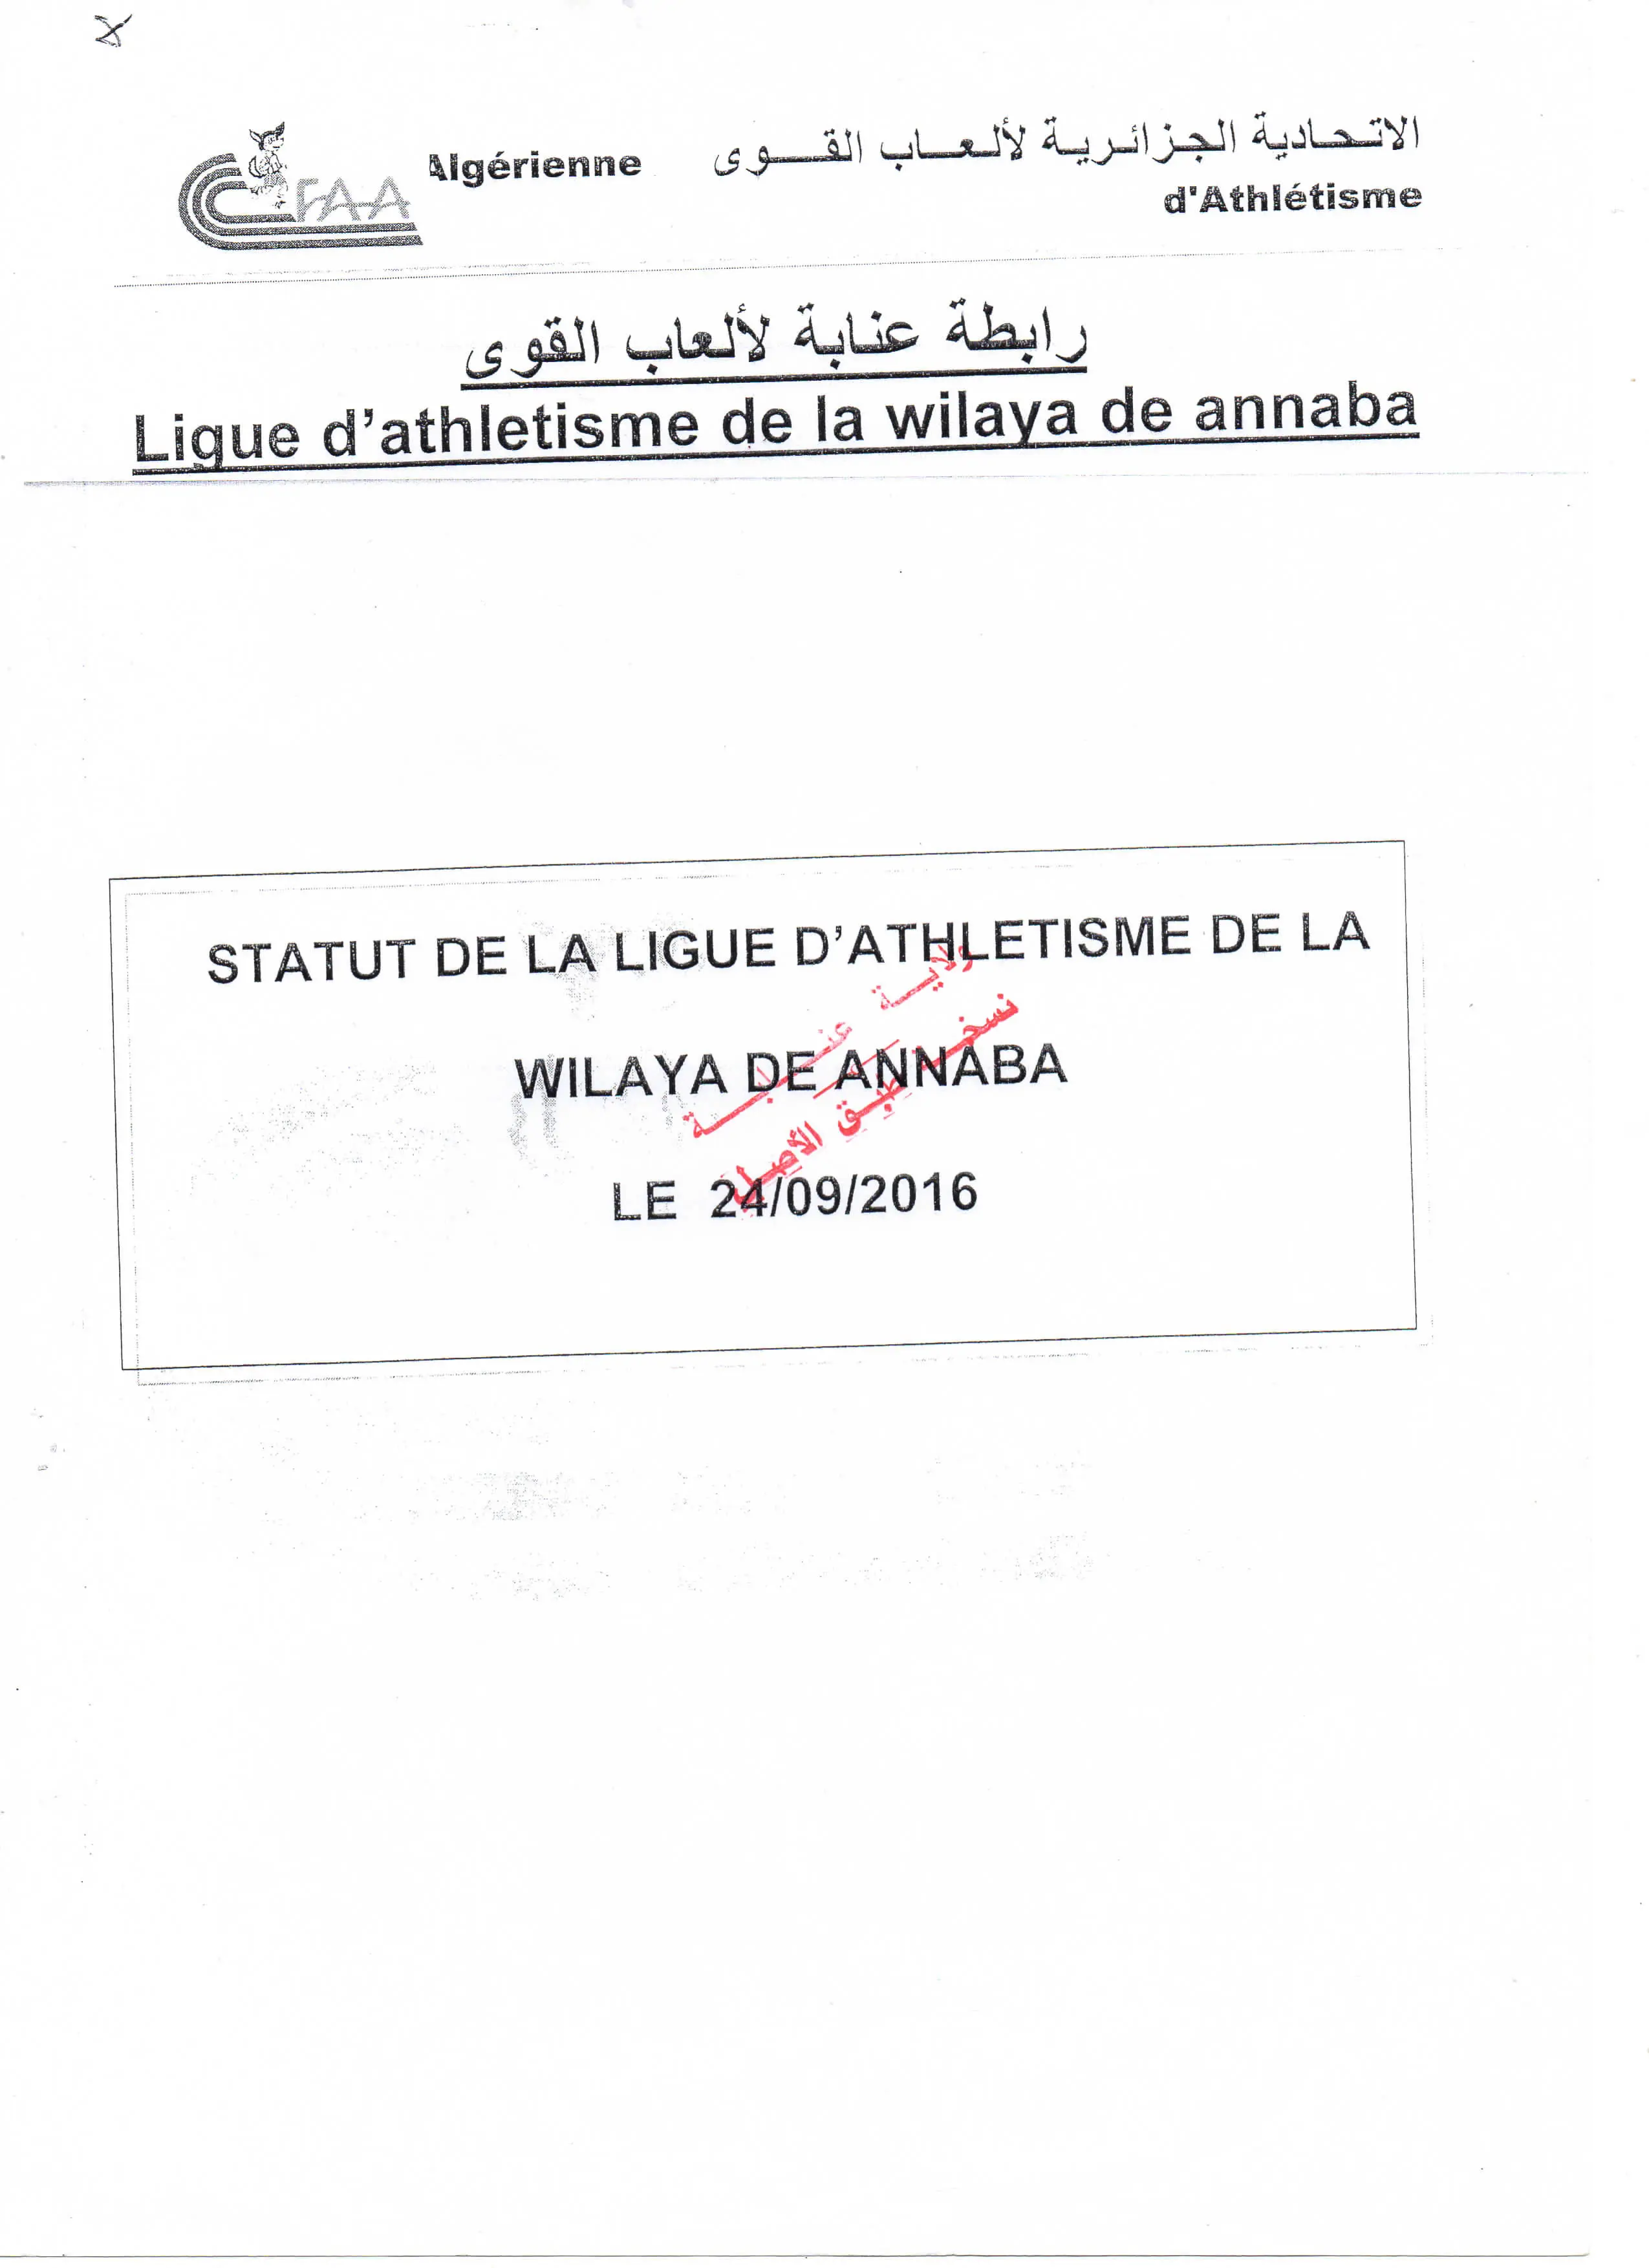 الاتحادية الجزائرية لألعاب القوى
Algérienne
d'Athlétisme
FAA
رابطة عنابة لألعاب القوى
Ligue d'athletisme de la wilaya de annaba
STATUT DE LA LIGUE D'ATHLETISME DE LA
WILAYA DE ANNABA
LE 24/09/2016
ولاية عنابة
نسخة طبق الأصل